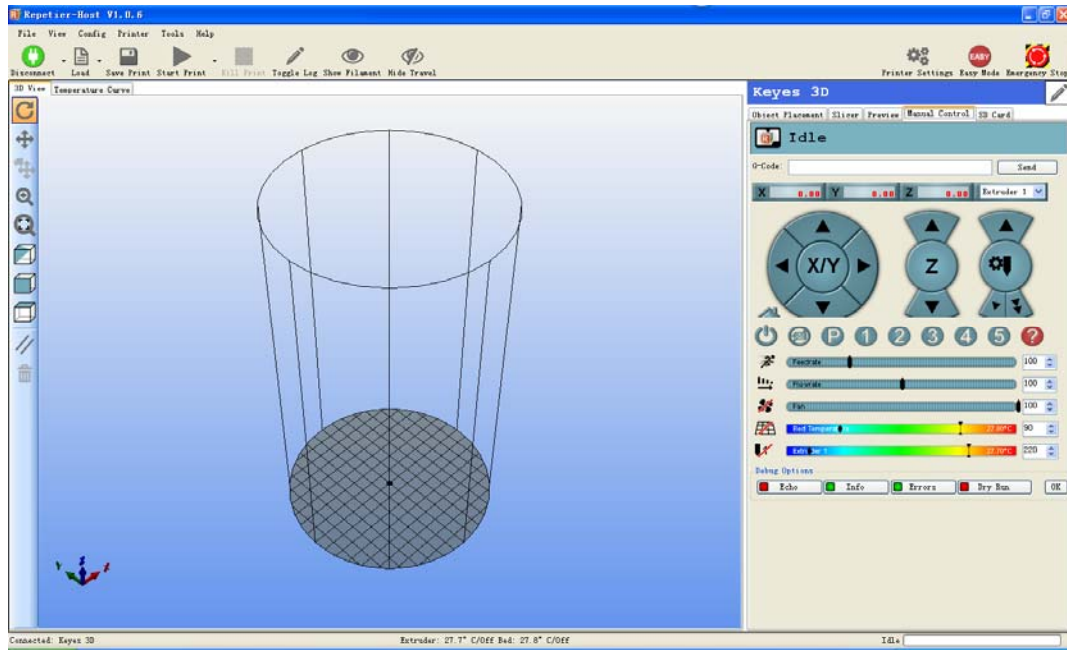 Repetier-Host V1.0.6
File View Config Printer Tools Help
Disconnect Load Save Print Start Print Kill Print Toggle Log Show Filament Hide Travel Printer Settings Easy Mode Emergency Stop
EASY
3D View Temperature Curve
Keyes 3D
Object Placement Slicer Preview Manual Control SD Card
Idle
G-Code: Send
X 0.00 Y 0.00 Z 0.00 Extruder 1
X/Y Z
P 1 2 3 4 5 ?
Feedrate 100
Flowrate 100
Fan 100
Bed Temperature 27.80°C 90
Extruder 1 27.70°C 220
Debug Options
Echo Info Errors Dry Run OK
Connected: Keyes 3D Extruder: 27.7° C/Off Bed: 27.8° C/Off Idle